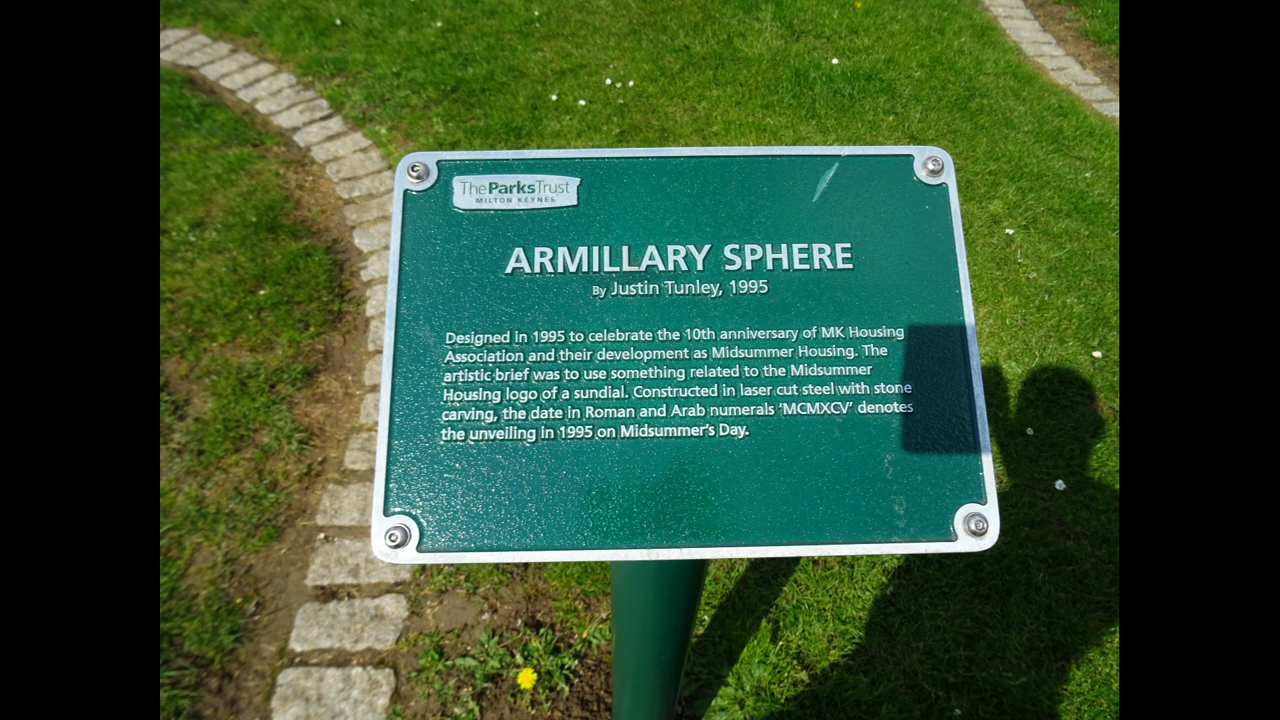 The Parks Trust
MILTON KEYNES
ARMILLARY SPHERE
By Justin Tunley, 1995
Designed in 1995 to celebrate the 10th anniversary of MK Housing
Association and their development as Midsummer Housing. The
artistic brief was to use something related to the Midsummer
Housing logo of a sundial. Constructed in laser cut steel with stone
carving, the date in Roman and Arab numerals ‘MCMXCV’ denotes
the unveiling in 1995 on Midsummer’s Day.